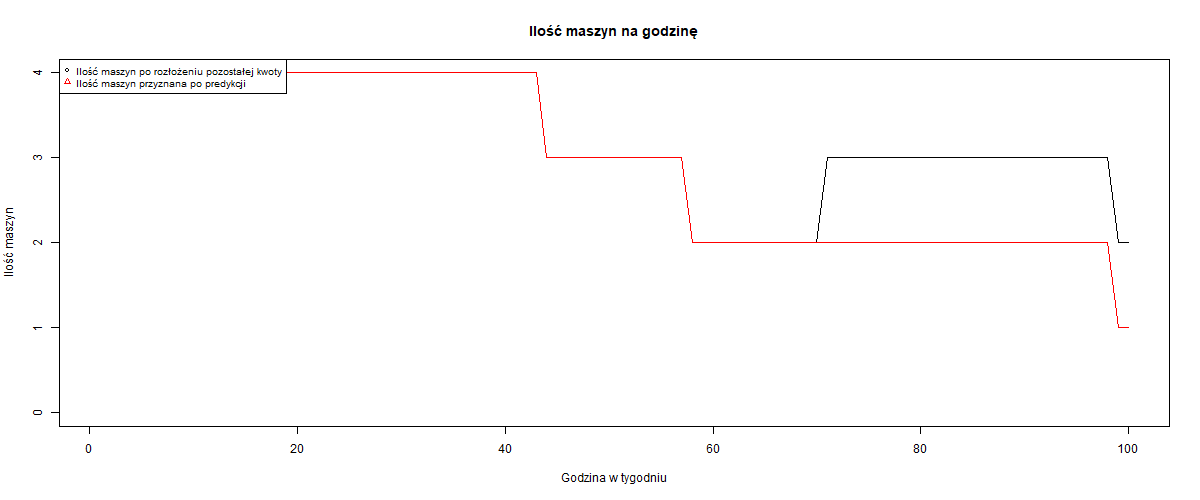 Ilość maszyn na godzinę
Ilość maszyn po rozłożeniu pozostałej kwoty
Ilość maszyn przyznana po predykcji
Ilość maszyn
4
3
2
1
0
0 20 40 60 80 100
Godzina w tygodniu